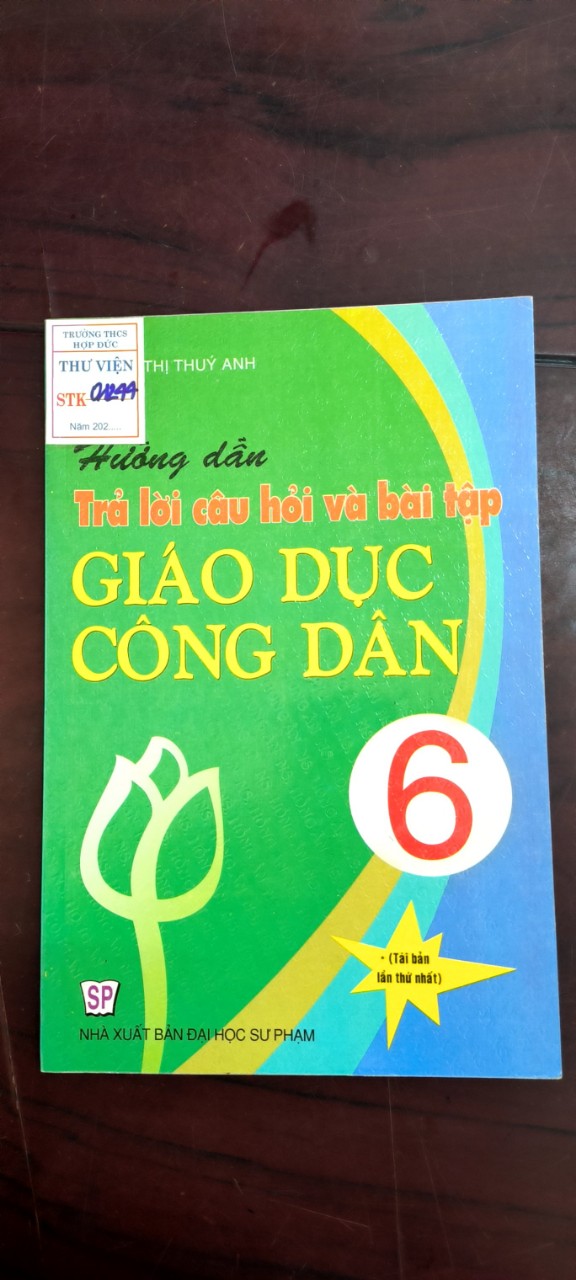 TRƯỜNG THCS
HỢP ĐỨC
THƯ VIỆN
STK 01244
Năm 202.....
THỊ THUÝ ANH
Hướng dẫn
Trả lời câu hỏi và bài tập
GIÁO DỤC
CÔNG DÂN
6
(Tái bản
lần thứ nhất)
SP
NHÀ XUẤT BẢN ĐẠI HỌC SƯ PHẠM